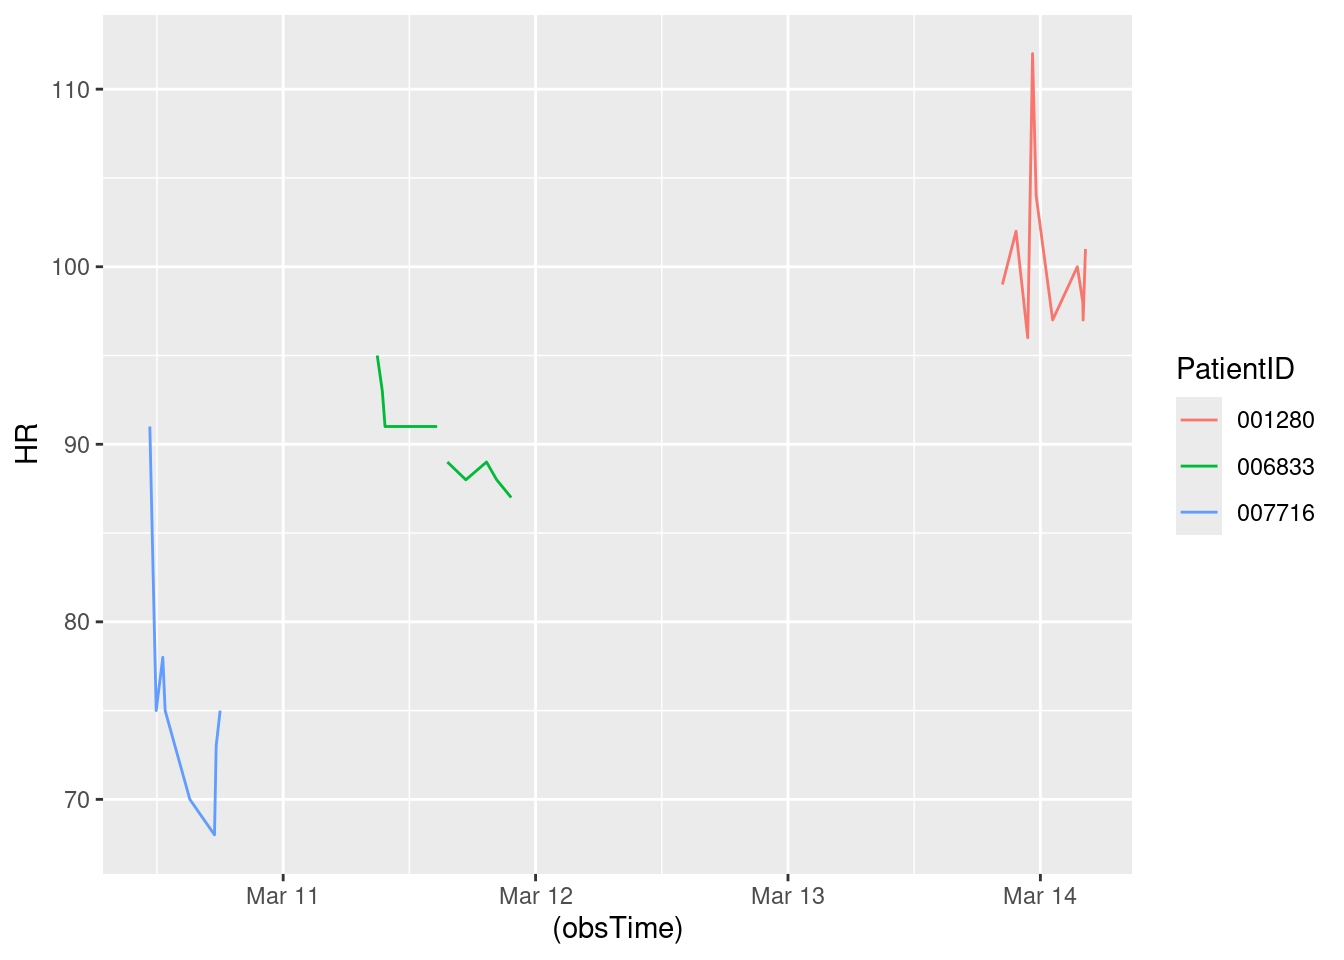 110
100
90
80
70
HR
Mar 11
Mar 12
Mar 13
Mar 14
(obsTime)
PatientID
001280
006833
007716